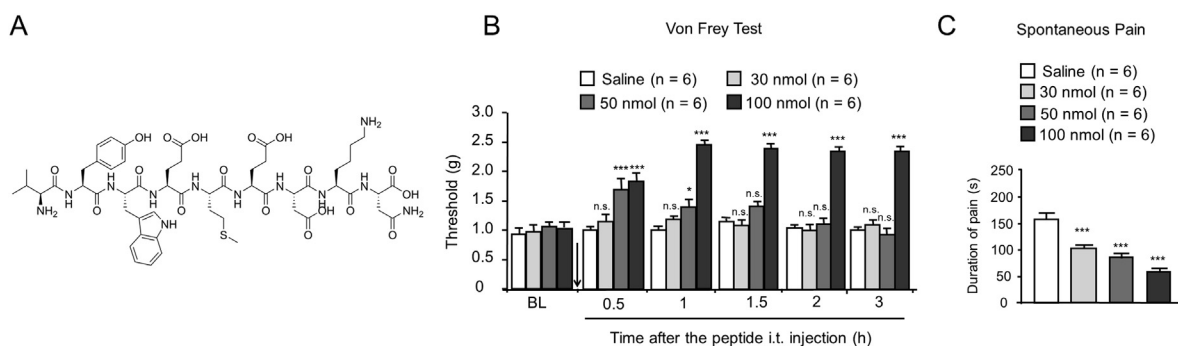 A
B
C
Von Frey Test
Spontaneous Pain
Saline (n = 6)
30 nmol (n = 6)
50 nmol (n = 6)
100 nmol (n = 6)
Saline (n = 6)
30 nmol (n = 6)
50 nmol (n = 6)
100 nmol (n = 6)
OH
O
OH
O
OH
NH2
O
H
N
NH2
O
N
H
O
H
N
O
N
H
O
H
N
O
N
H
O
H
N
O
N
H
O
OH
NH
S
O
OH
NH2
O
Threshold (g)
3.0
2.5
2.0
1.5
1.0
0.5
0
n.s.
***
***
n.s.
*
***
n.s.
n.s.
***
n.s.
n.s.
***
n.s.
n.s.
***
BL
0.5
1
1.5
2
3
Time after the peptide i.t. injection (h)
Duration of pain (s)
250
200
150
100
50
0
***
***
***